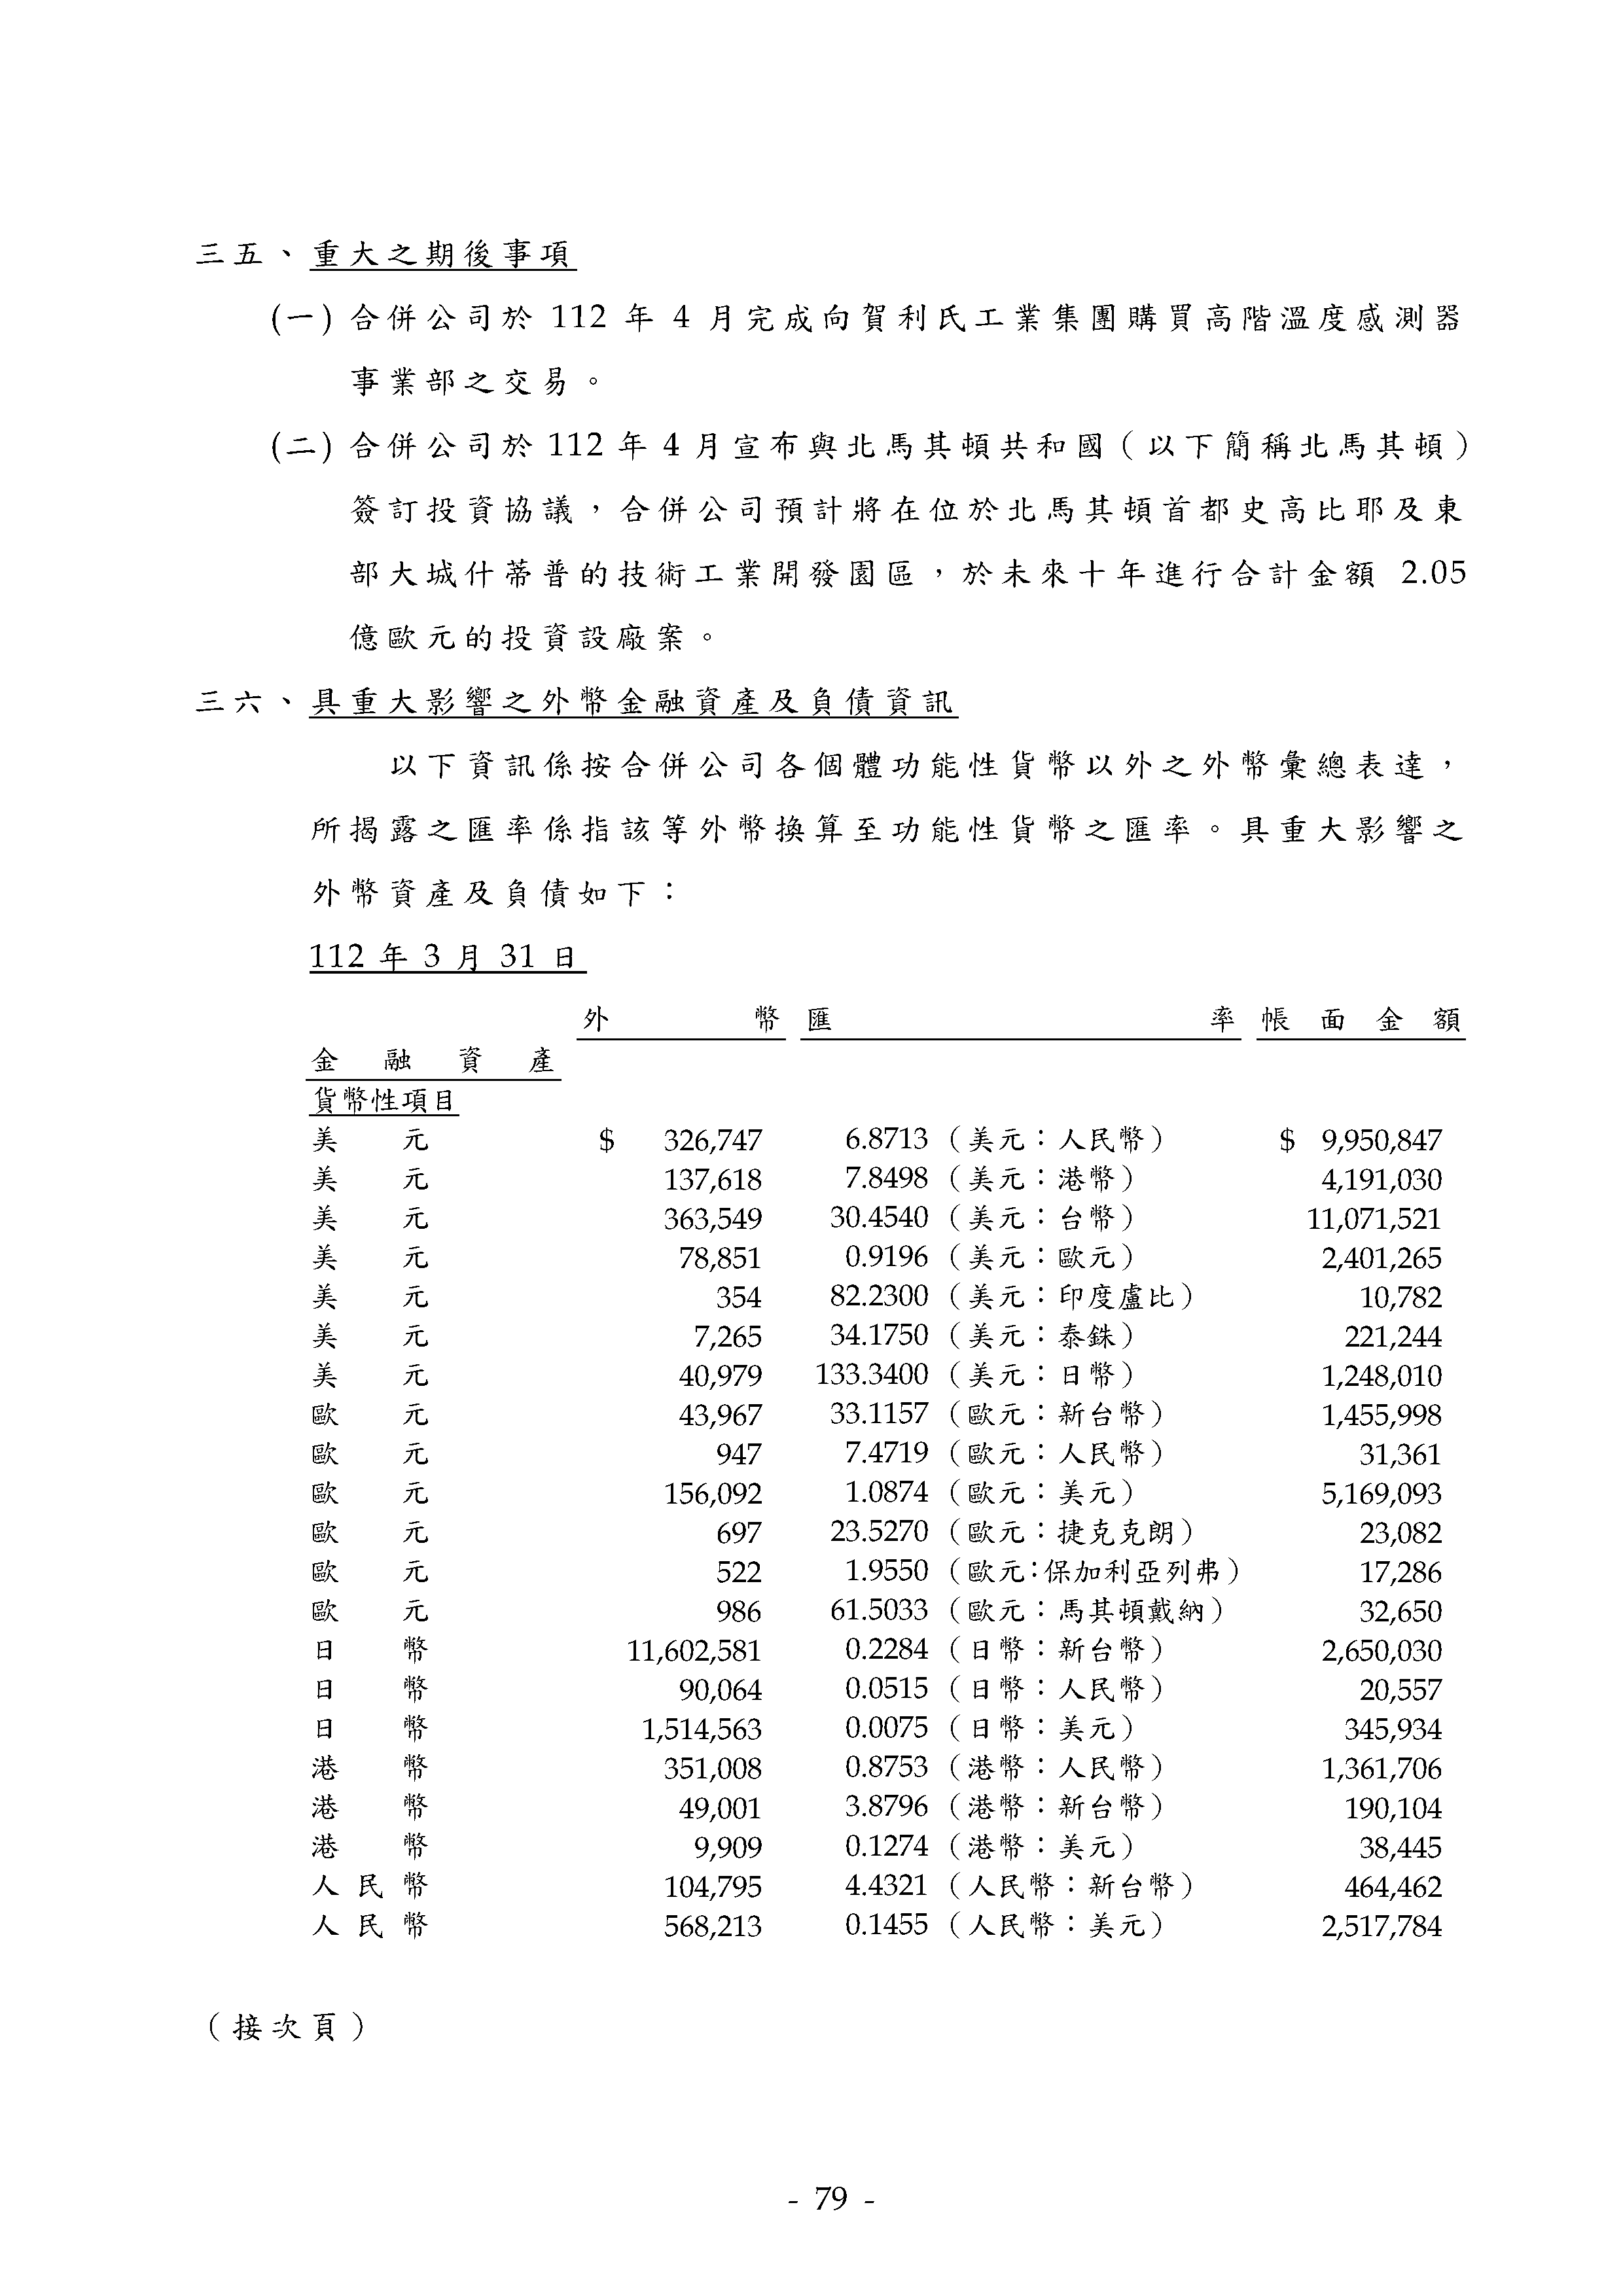 三五、重大之期後事項
(一) 合併公司於 112 年 4 月完成向賀利氏工業集團購買高階溫度感測器
事業部之交易。
(二) 合併公司於 112 年 4 月宣布與北馬其頓共和國（以下簡稱北馬其頓）
簽訂投資協議，合併公司預計將在位於北馬其頓首都史高比耶及東
部大城什蒂普的技術工業開發園區，於未來十年進行合計金額 2.05
億歐元的投資設廠案。
三六、具重大影響之外幣金融資產及負債資訊
以下資訊係按合併公司各個體功能性貨幣以外之外幣彙總表達，
所揭露之匯率係指該等外幣換算至功能性貨幣之匯率。具重大影響之
外幣資產及負債如下：
112 年 3 月 31 日
外幣 匯率 帳面金額
金融資產
貨幣性項目
美元 $ 326,747 6.8713（美元：人民幣） $ 9,950,847
美元 137,618 7.8498（美元：港幣） 4,191,030
美元 363,549 30.4540（美元：台幣） 11,071,521
美元 78,851 0.9196（美元：歐元） 2,401,265
美元 354 82.2300（美元：印度盧比） 10,782
美元 7,265 34.1750（美元：泰銖） 221,244
美元 40,979 133.3400（美元：日幣） 1,248,010
歐元 43,967 33.1157（歐元：新台幣） 1,455,998
歐元 947 7.4719（歐元：人民幣） 31,361
歐元 156,092 1.0874（歐元：美元） 5,169,093
歐元 697 23.5270（歐元：捷克克朗） 23,082
歐元 522 1.9550（歐元：保加利亞列弗） 17,286
歐元 986 61.5033（歐元：馬其頓戴納） 32,650
日幣 11,602,581 0.2284（日幣：新台幣） 2,650,030
日幣 90,064 0.0515（日幣：人民幣） 20,557
日幣 1,514,563 0.0075（日幣：美元） 345,934
港幣 351,008 0.8753（港幣：人民幣） 1,361,706
港幣 49,001 3.8796（港幣：新台幣） 190,104
港幣 9,909 0.1274（港幣：美元） 38,445
人民幣 104,795 4.4321（人民幣：新台幣） 464,462
人民幣 568,213 0.1455（人民幣：美元） 2,517,784
（接次頁）
- 79 -